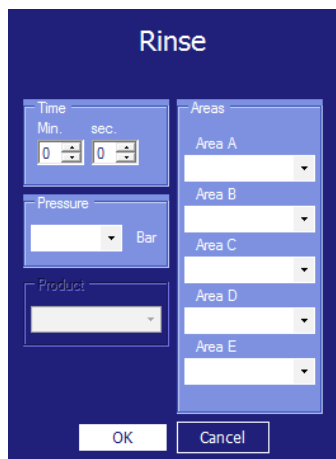 Rinse
Time
Min. sec.
0 0
Pressure
Bar
Product
Areas
Area A
Area B
Area C
Area D
Area E
OK Cancel